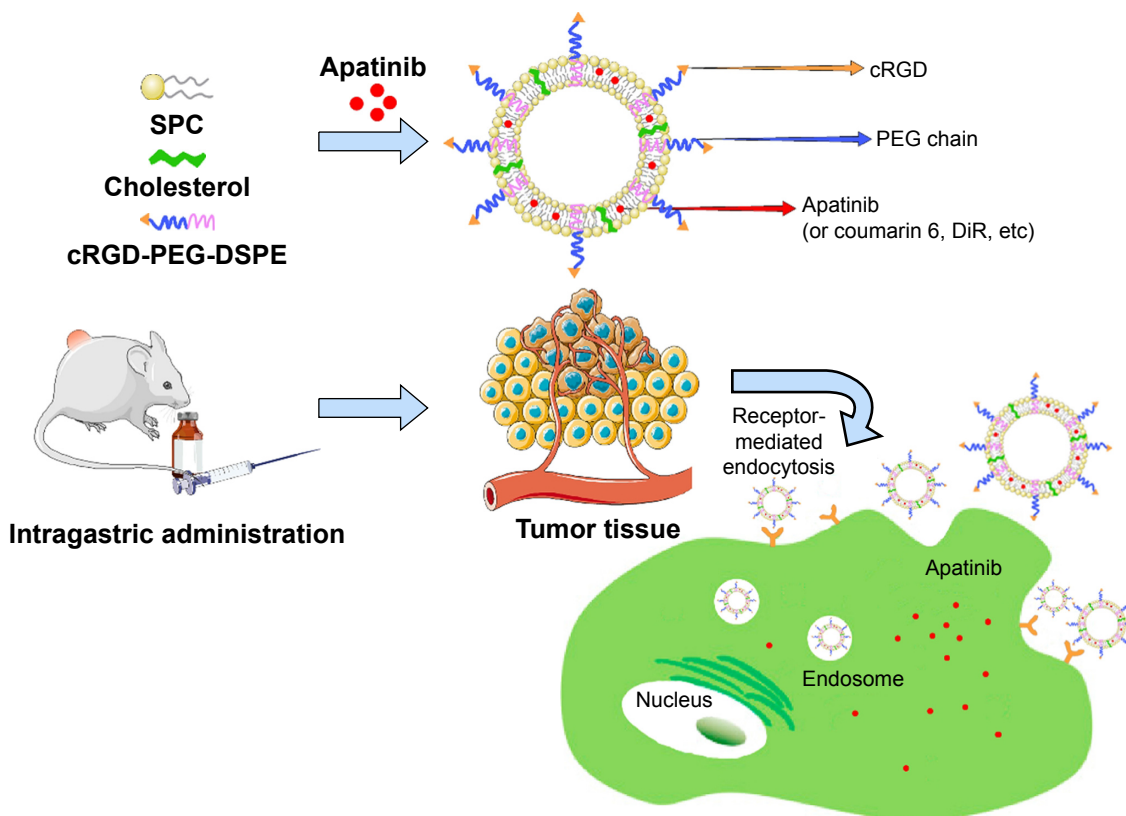 SPC
Cholesterol
cRGD-PEG-DSPE
Apatinib
cRGD
PEG chain
Apatinib
(or coumarin 6, DiR, etc)
Intragastric administration
Tumor tissue
Receptor-
mediated
endocytosis
Apatinib
Endosome
Nucleus